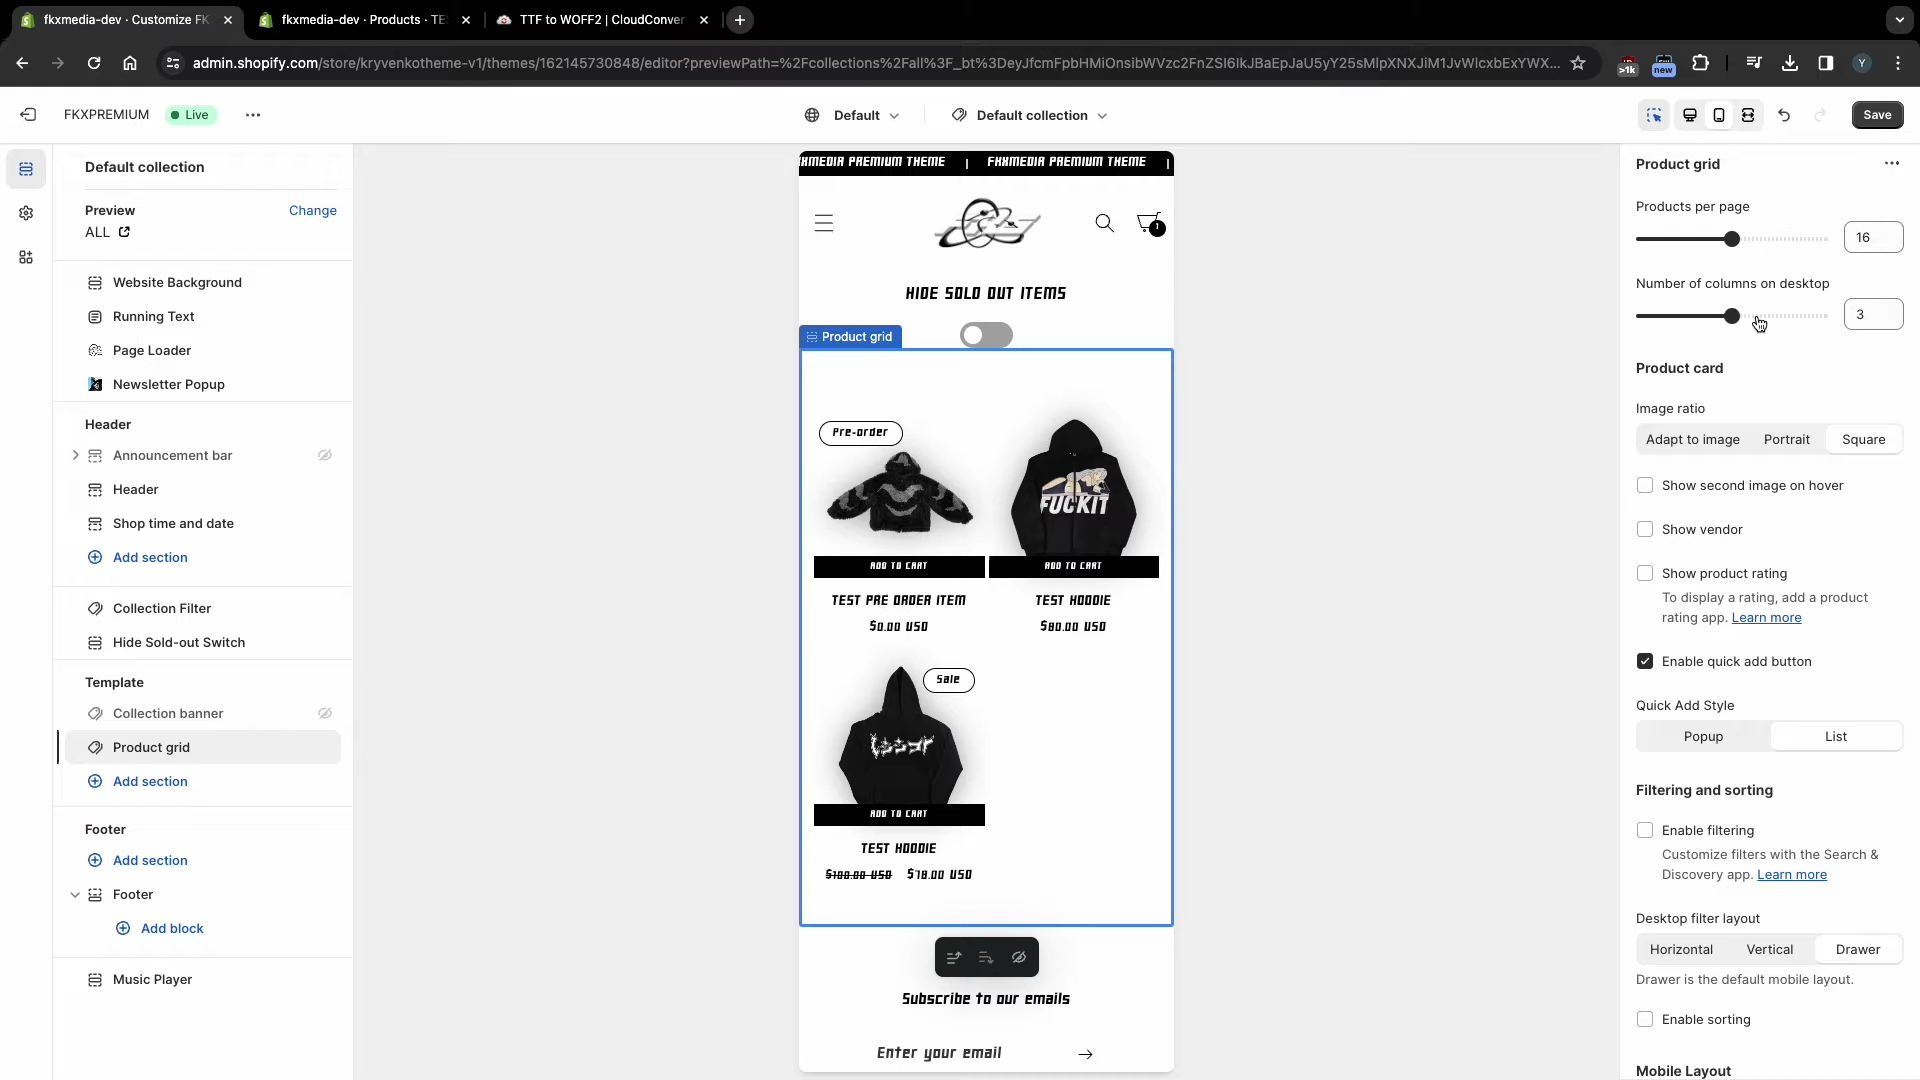 fkxmedia-dev · Customize FK
fkxmedia-dev · Products · TE
TTF to WOFF2 | CloudConver
admin.shopify.com/store/kryvenkotheme-v1/themes/162145730848/editor?previewPath=%2Fcollections%2Fall%3F_bt%3DeyJfcmFpbHMiOnsibWVzc2FnZSI6IkJBaEpJaU5yY25sMlpXNXJiM1JvWlcxbExYWX...
>1k
new
Y
FKXPREMIUM
Live
Default
Default collection
Save
Default collection
Preview
Change
ALL
Website Background
Running Text
Page Loader
Newsletter Popup
Header
Announcement bar
Header
Shop time and date
Add section
Collection Filter
Hide Sold-out Switch
Template
Collection banner
Product grid
Add section
Footer
Add section
Footer
Add block
Music Player
XMEDIA PREMIUM THEME | FKXMEDIA PREMIUM THEME |
1
HIDE SOLD OUT ITEMS
Product grid
Pre-order
FUCKIT
ADD TO CART
ADD TO CART
TEST PRE ORDER ITEM
TEST HOODIE
$0.00 USD
$80.00 USD
Sale
ADD TO CART
TEST HOODIE
$100.00 USD $78.00 USD
Subscribe to our emails
Enter your email
Product grid
Products per page
16
Number of columns on desktop
3
Product card
Image ratio
Adapt to image
Portrait
Square
Show second image on hover
Show vendor
Show product rating
To display a rating, add a product
rating app. Learn more
Enable quick add button
Quick Add Style
Popup
List
Filtering and sorting
Enable filtering
Customize filters with the Search &
Discovery app. Learn more
Desktop filter layout
Horizontal
Vertical
Drawer
Drawer is the default mobile layout.
Enable sorting
Mobile Layout